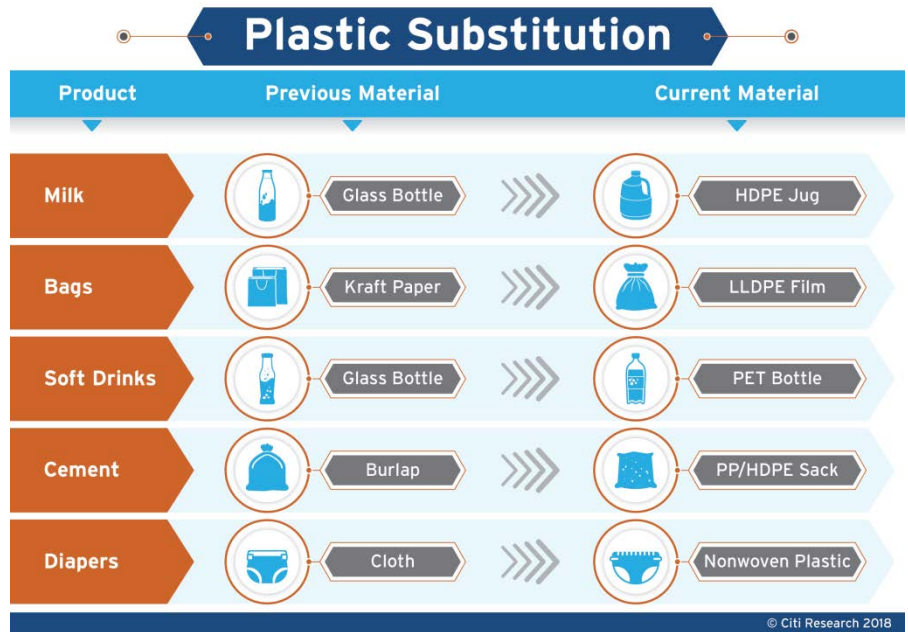 Plastic Substitution
Product Previous Material Current Material
Milk Glass Bottle HDPE Jug
Bags Kraft Paper LLDPE Film
Soft Drinks Glass Bottle PET Bottle
Cement Burlap PP/HDPE Sack
Diapers Cloth Nonwoven Plastic
© Citi Research 2018